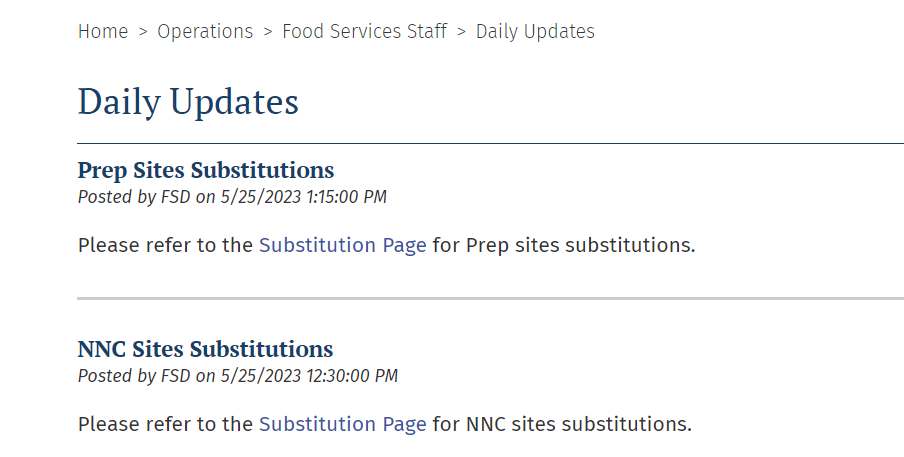 Home > Operations > Food Services Staff > Daily Updates
Daily Updates
Prep Sites Substitutions
Posted by FSD on 5/25/2023 1:15:00 PM
Please refer to the Substitution Page for Prep sites substitutions.
NNC Sites Substitutions
Posted by FSD on 5/25/2023 12:30:00 PM
Please refer to the Substitution Page for NNC sites substitutions.